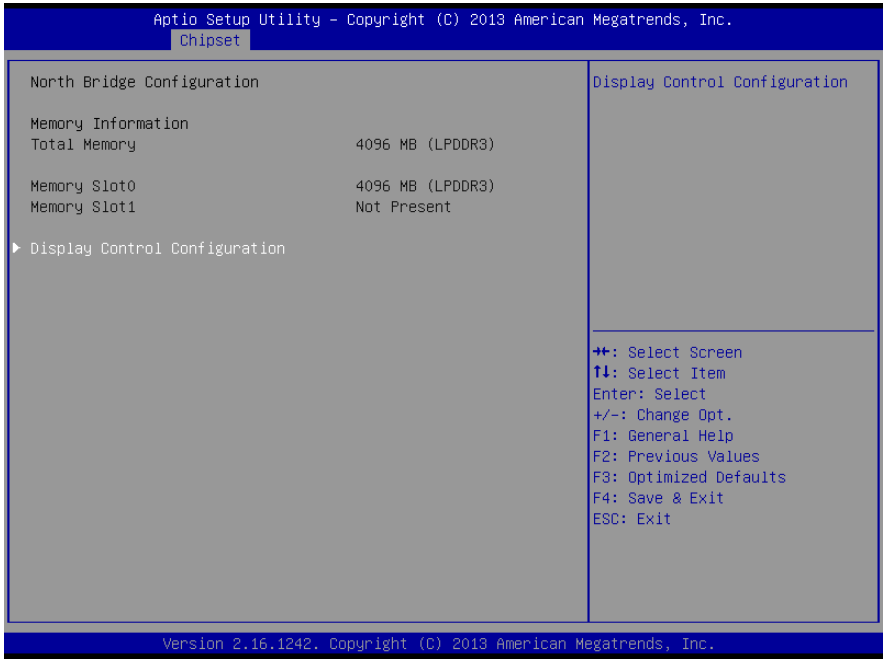 Aptio Setup Utility – Copyright (C) 2013 American Megatrends, Inc.
Chipset
North Bridge Configuration
Memory Information
Total Memory 4096 MB (LPDDR3)
Memory Slot0 4096 MB (LPDDR3)
Memory Slot1 Not Present
Display Control Configuration
Display Control Configuration
→←: Select Screen
↑↓: Select Item
Enter: Select
+/-: Change Opt.
F1: General Help
F2: Previous Values
F3: Optimized Defaults
F4: Save & Exit
ESC: Exit
Version 2.16.1242. Copyright (C) 2013 American Megatrends, Inc.